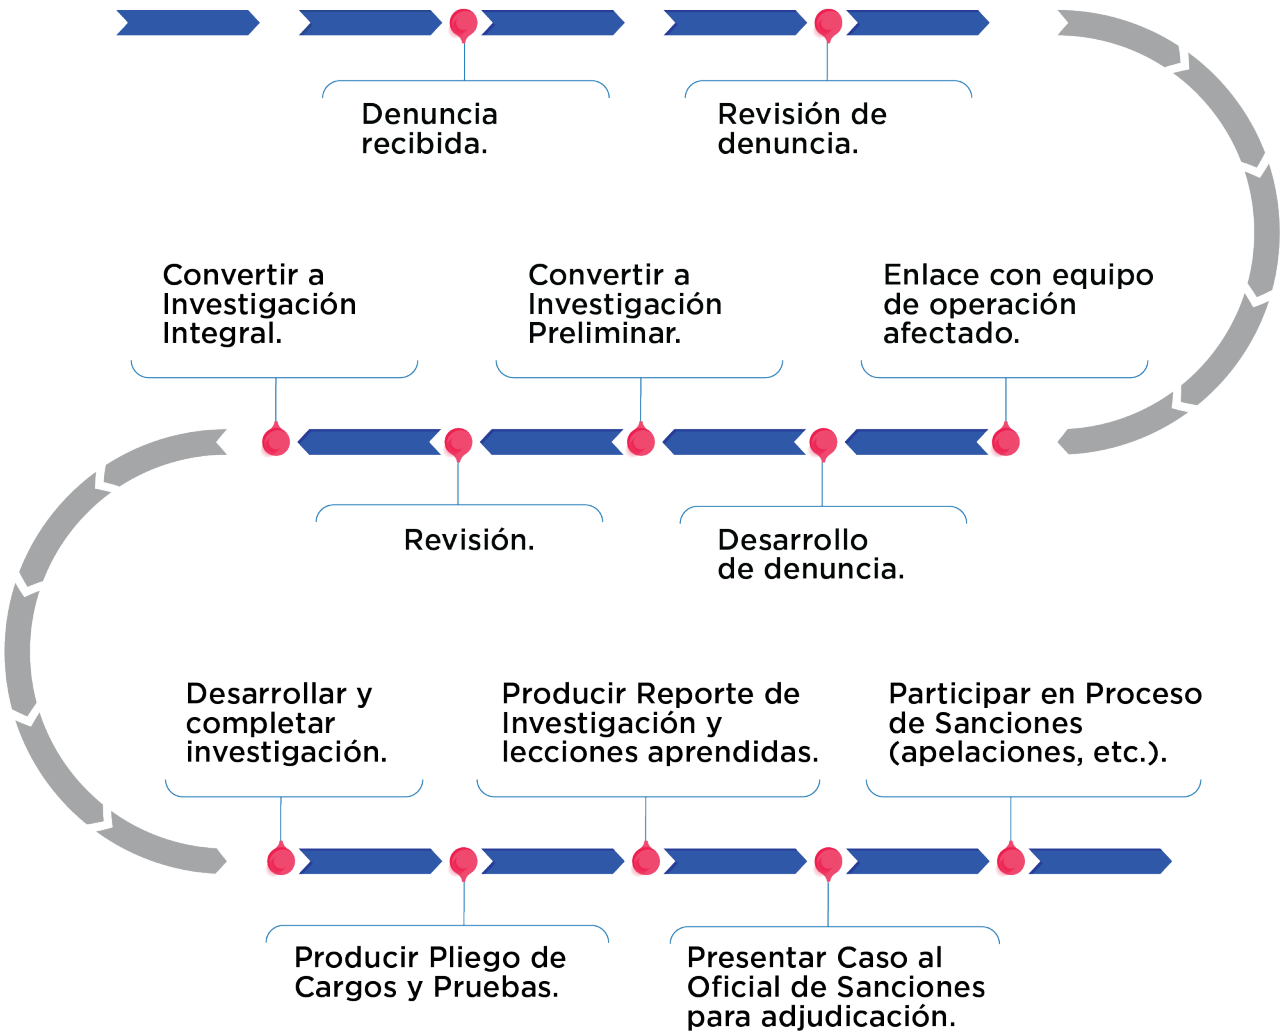 Denuncia
recibida.
Revisión de
denuncia.
Enlace con equipo
de operación
afectado.
Desarrollo
de denuncia.
Convertir a
Investigación
Preliminar.
Revisión.
Convertir a
Investigación
Integral.
Desarrollar y
completar
investigación.
Producir Pliego de
Cargos y Pruebas.
Producir Reporte de
Investigación y
lecciones aprendidas.
Presentar Caso al
Oficial de Sanciones
para adjudicación.
Participar en Proceso
de Sanciones
(apelaciones, etc.).